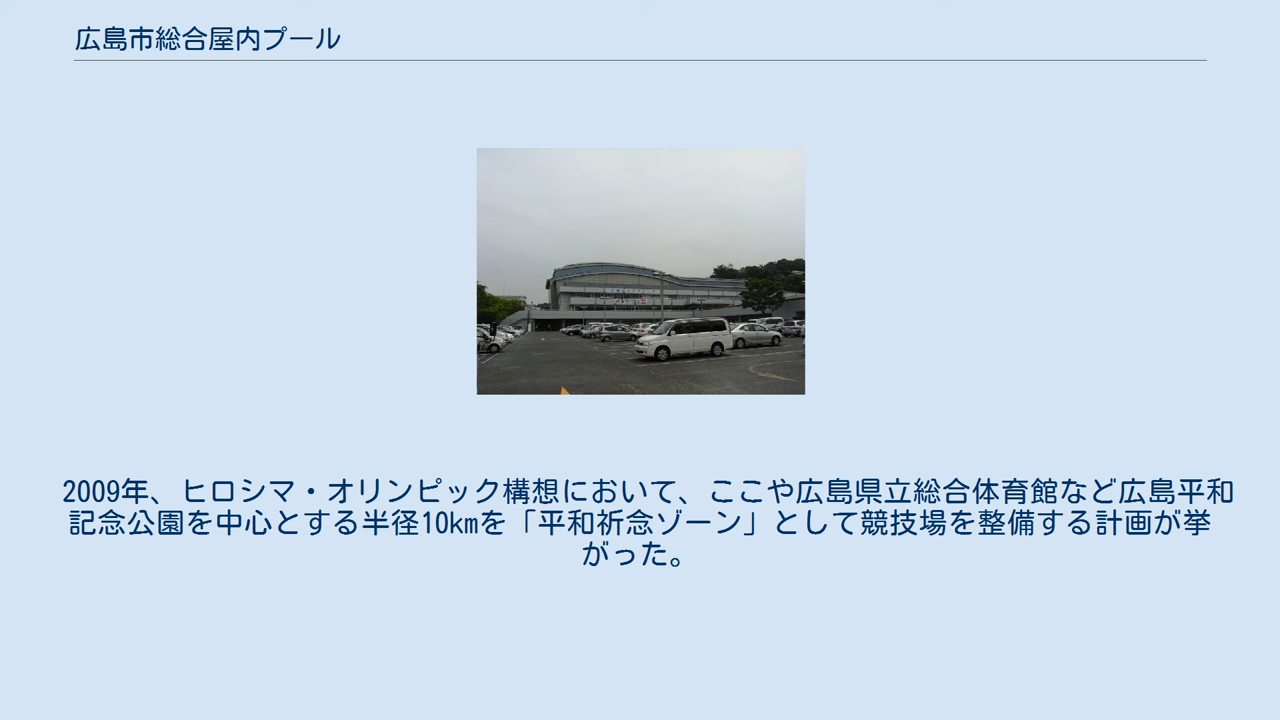 広島市総合屋内プール
2009年、ヒロシマ・オリンピック構想において、ここや広島県立総合体育館など広島平和
記念公園を中心とする半径10kmを「平和祈念ゾーン」として競技場を整備する計画が挙
がった。